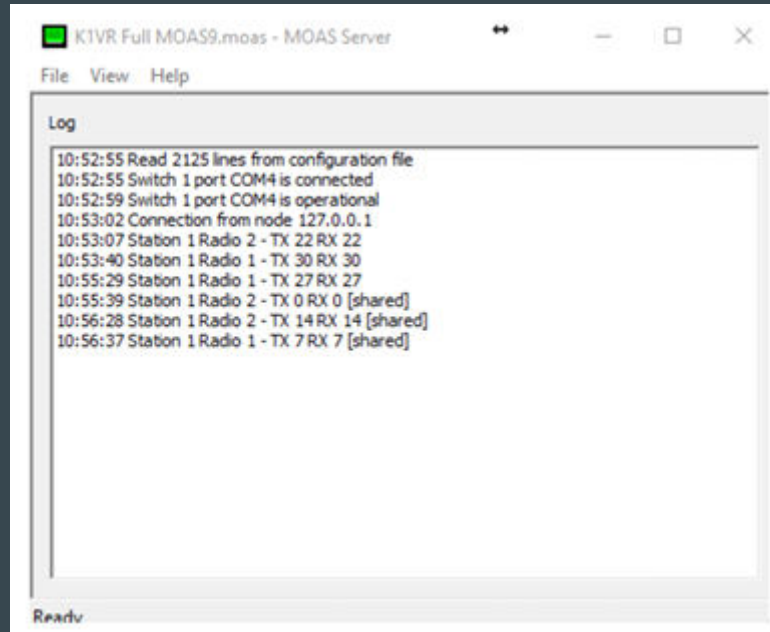 K1VR Full MOAS9.moas - MOAS Server
File View Help
Log
10:52:55 Read 2125 lines from configuration file
10:52:55 Switch 1 port COM4 is connected
10:52:59 Switch 1 port COM4 is operational
10:53:02 Connection from node 127.0.0.1
10:53:07 Station 1 Radio 2 - TX 22 RX 22
10:53:40 Station 1 Radio 1 - TX 30 RX 30
10:55:29 Station 1 Radio 1 - TX 27 RX 27
10:55:39 Station 1 Radio 2 - TX 0 RX 0 [shared]
10:56:28 Station 1 Radio 2 - TX 14 RX 14 [shared]
10:56:37 Station 1 Radio 1 - TX 7 RX 7 [shared]
Ready